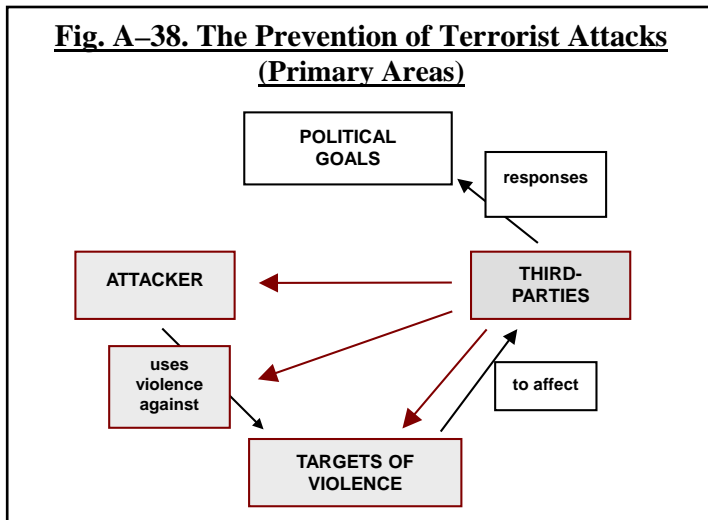 Fig. A–38. The Prevention of Terrorist Attacks
(Primary Areas)
POLITICAL
GOALS
responses
ATTACKER
THIRD-
PARTIES
uses
violence
against
to affect
TARGETS OF
VIOLENCE